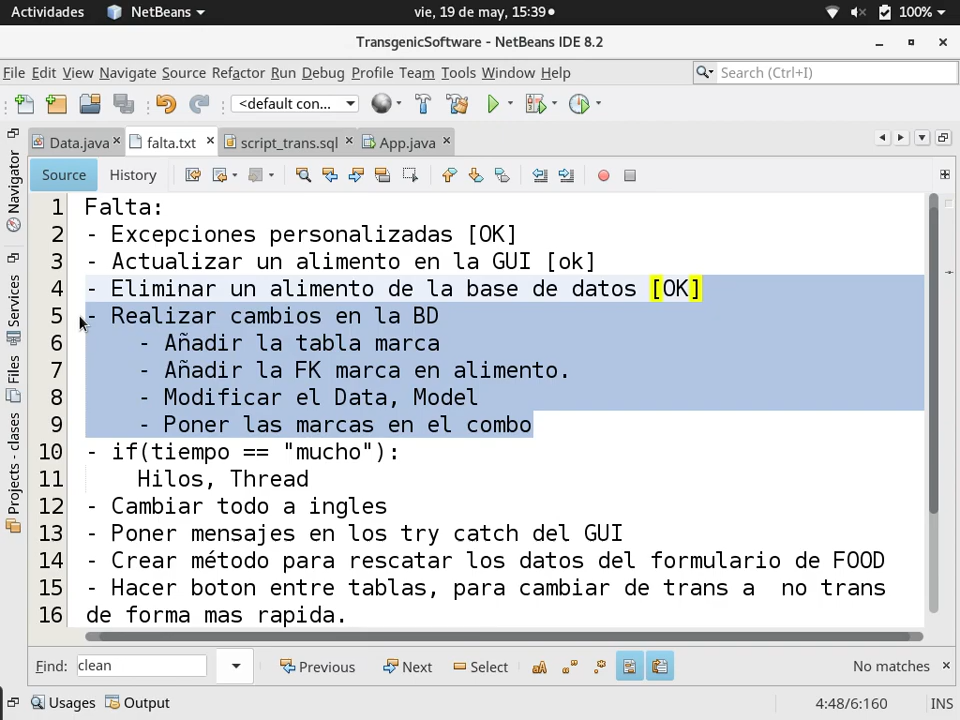 Actividades NetBeans vie, 19 de may, 15:39 100%
TransgenicSoftware - NetBeans IDE 8.2
File Edit View Navigate Source Refactor Run Debug Profile Team Tools Window Help Search (Ctrl+I)
<default con...
Data.java falta.txt script_trans.sql App.java
Source History
Navigator
Services
Files
Projects - clases
1 Falta:
2 - Excepciones personalizadas [OK]
3 - Actualizar un alimento en la GUI [ok]
4 - Eliminar un alimento de la base de datos [OK]
5 - Realizar cambios en la BD
6 - Añadir la tabla marca
7 - Añadir la FK marca en alimento.
8 - Modificar el Data, Model
9 - Poner las marcas en el combo
10 - if(tiempo == "mucho"):
11 Hilos, Thread
12 - Cambiar todo a ingles
13 - Poner mensajes en los try catch del GUI
14 - Crear método para rescatar los datos del formulario de FOOD
15 - Hacer boton entre tablas, para cambiar de trans a  no trans
16 de forma mas rapida.
Find: clean Previous Next Select No matches
Usages Output 4:48/6:160 INS